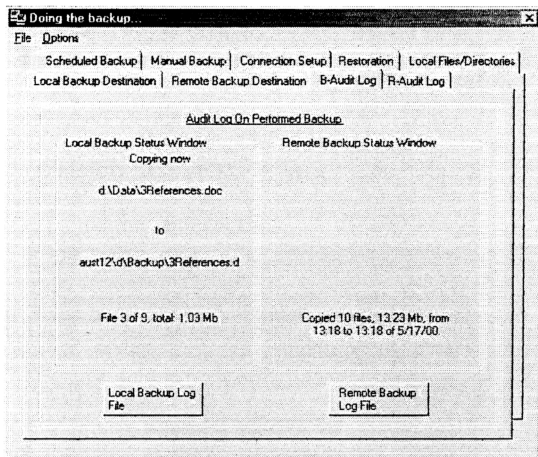 Doing the backup...
File Options
Scheduled Backup Manual Backup Connection Setup Restoration Local Files/Directories
Local Backup Destination Remote Backup Destination B-Audit Log R-Audit Log
Audit Log On Performed Backup
Local Backup Status Window Remote Backup Status Window
Copying now
d:\Data\3References.doc
to
aust12\d\Backup\3References.d
File 3 of 9, total: 1.03 Mb
Copied 10 files, 13.23 Mb, from
13:18 to 13:18 of 5/17/00
Local Backup Log
File
Remote Backup
Log File